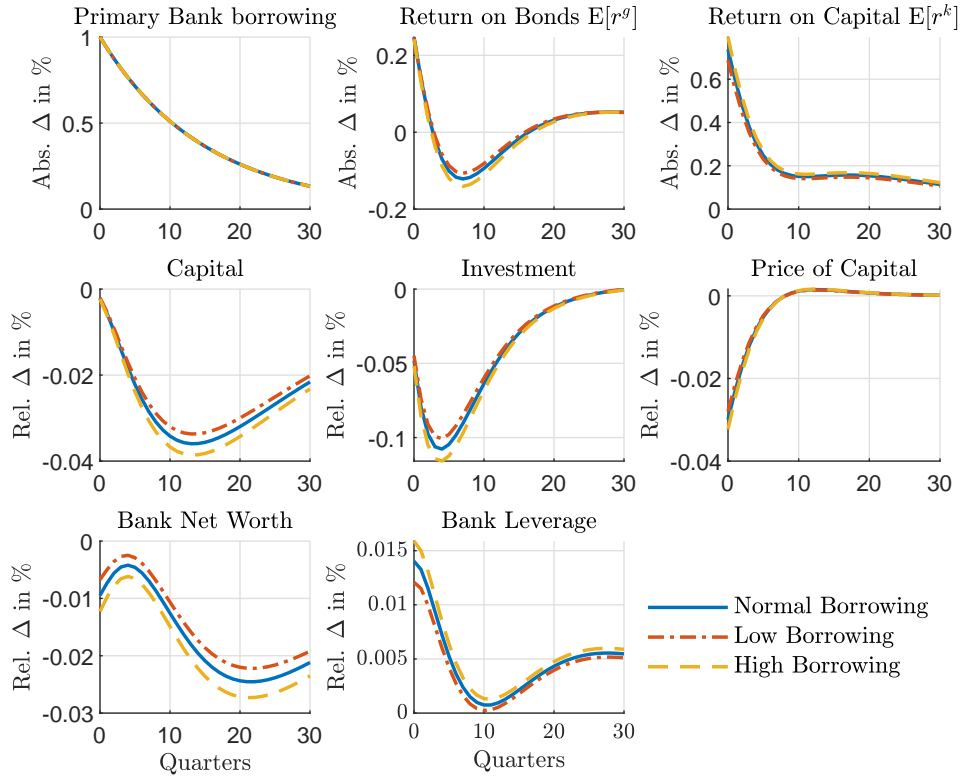 Primary Bank borrowing
Abs. Δ in %
1
0.5
0
0 10 20 30
Return on Bonds E[r^g]
Abs. Δ in %
0.2
0
-0.2
0 10 20 30
Return on Capital E[r^k]
Abs. Δ in %
0.6
0.4
0.2
0
0 10 20 30
Capital
Rel. Δ in %
0
-0.02
-0.04
0 10 20 30
Investment
Rel. Δ in %
0
-0.05
-0.1
0 10 20 30
Price of Capital
Rel. Δ in %
0
-0.02
-0.04
0 10 20 30
Bank Net Worth
Rel. Δ in %
0
-0.01
-0.02
-0.03
0 10 20 30
Quarters
Bank Leverage
Rel. Δ in %
0.015
0.01
0.005
0
0 10 20 30
Quarters
Normal Borrowing
Low Borrowing
High Borrowing